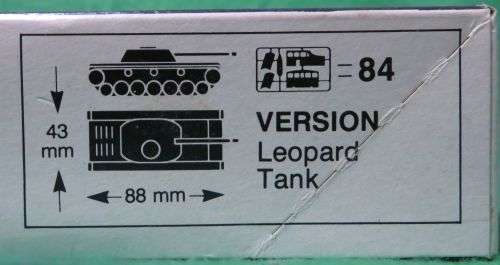 = 84
43
mm
VERSION
Leopard
Tank
88 mm